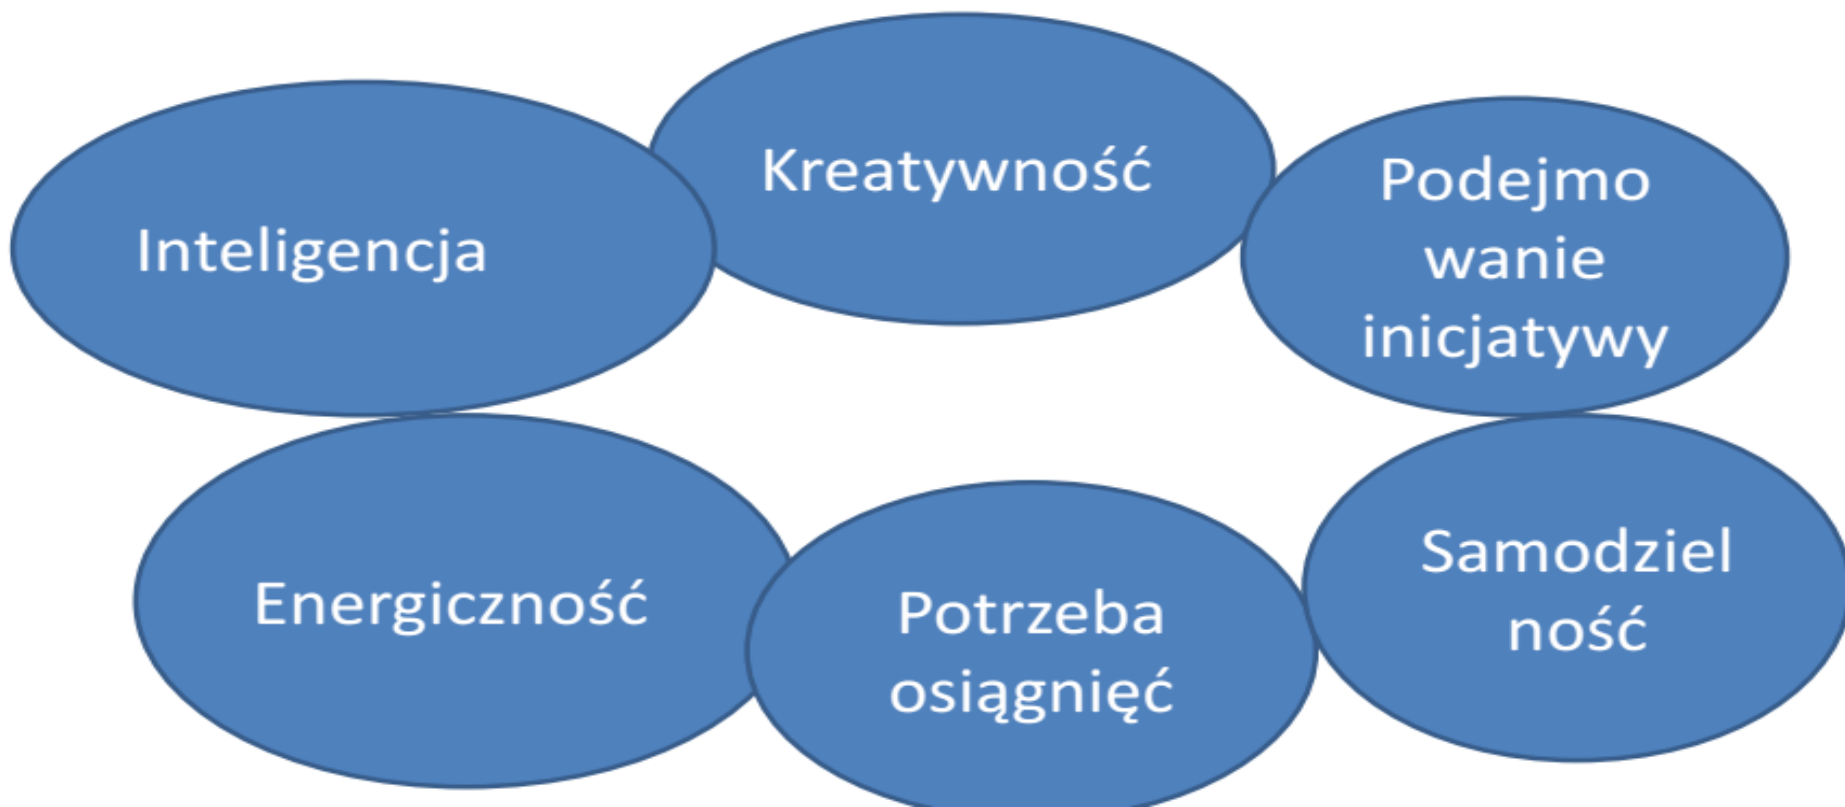 Inteligencja
Kreatywność
Podejmo
wanie
inicjatywy
Energiczność
Potrzeba
osiągnięć
Samodziel
ność